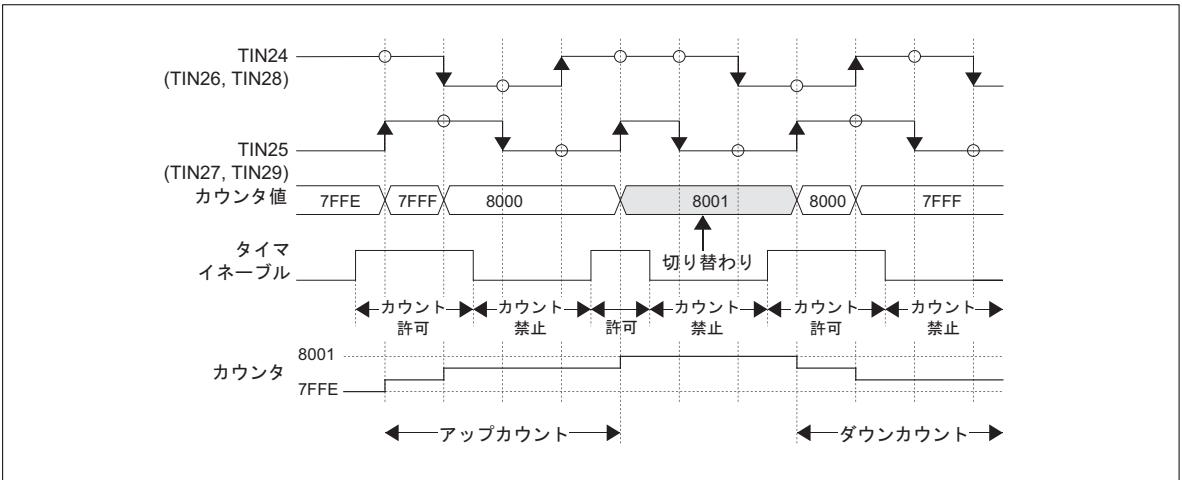 TIN24
(TIN26, TIN28)
TIN25
(TIN27, TIN29)
カウンタ値 7FFE 7FFF 8000 8001 8000 7FFF
切り替わり
タイマ
イネーブル
カウント カウント カウント カウント
許可 禁止 許可 禁止 許可 禁止
8001
カウンタ
7FFE
アップカウント ダウンカウント